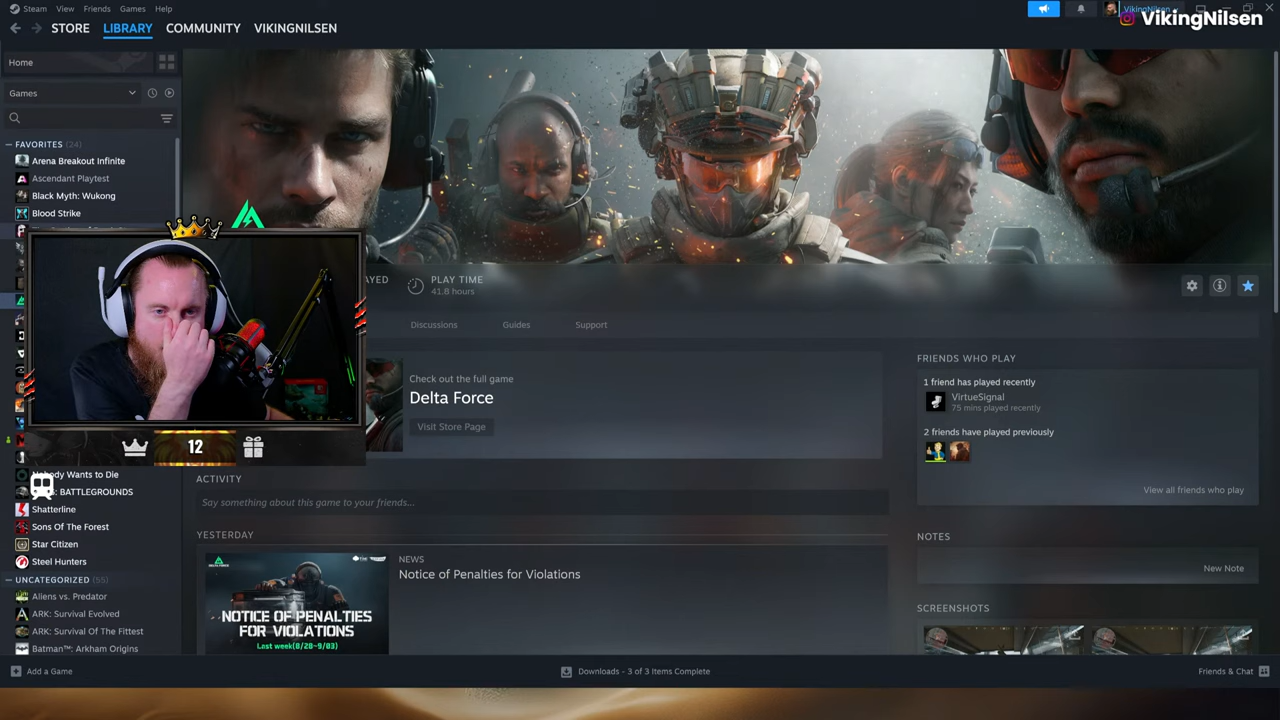 Steam View Friends Games Help
VikingNilsen
VikingNilsen
STORE LIBRARY COMMUNITY VIKINGNILSEN
Home
Games
FAVORITES (24)
Arena Breakout Infinite
Ascendant Playtest
Black Myth: Wukong
Blood Strike
12
Nobody Wants to Die
BATTLEGROUNDS
Shatterline
Sons Of The Forest
Star Citizen
Steel Hunters
UNCATEGORIZED (55)
Aliens vs. Predator
ARK: Survival Evolved
ARK: Survival Of The Fittest
Batman™: Arkham Origins
PLAY TIME
41.8 hours
Discussions Guides Support
Check out the full game
Delta Force
Visit Store Page
ACTIVITY
Say something about this game to your friends...
YESTERDAY
DELTA FORCE
NOTICE OF PENALTIES
FOR VIOLATIONS
Last week(8/28~9/03)
NEWS
Notice of Penalties for Violations
FRIENDS WHO PLAY
1 friend has played recently
VirtueSignal
75 mins played recently
2 friends have played previously
View all friends who play
NOTES
New Note
SCREENSHOTS
Add a Game
Downloads - 3 of 3 Items Complete
Friends & Chat